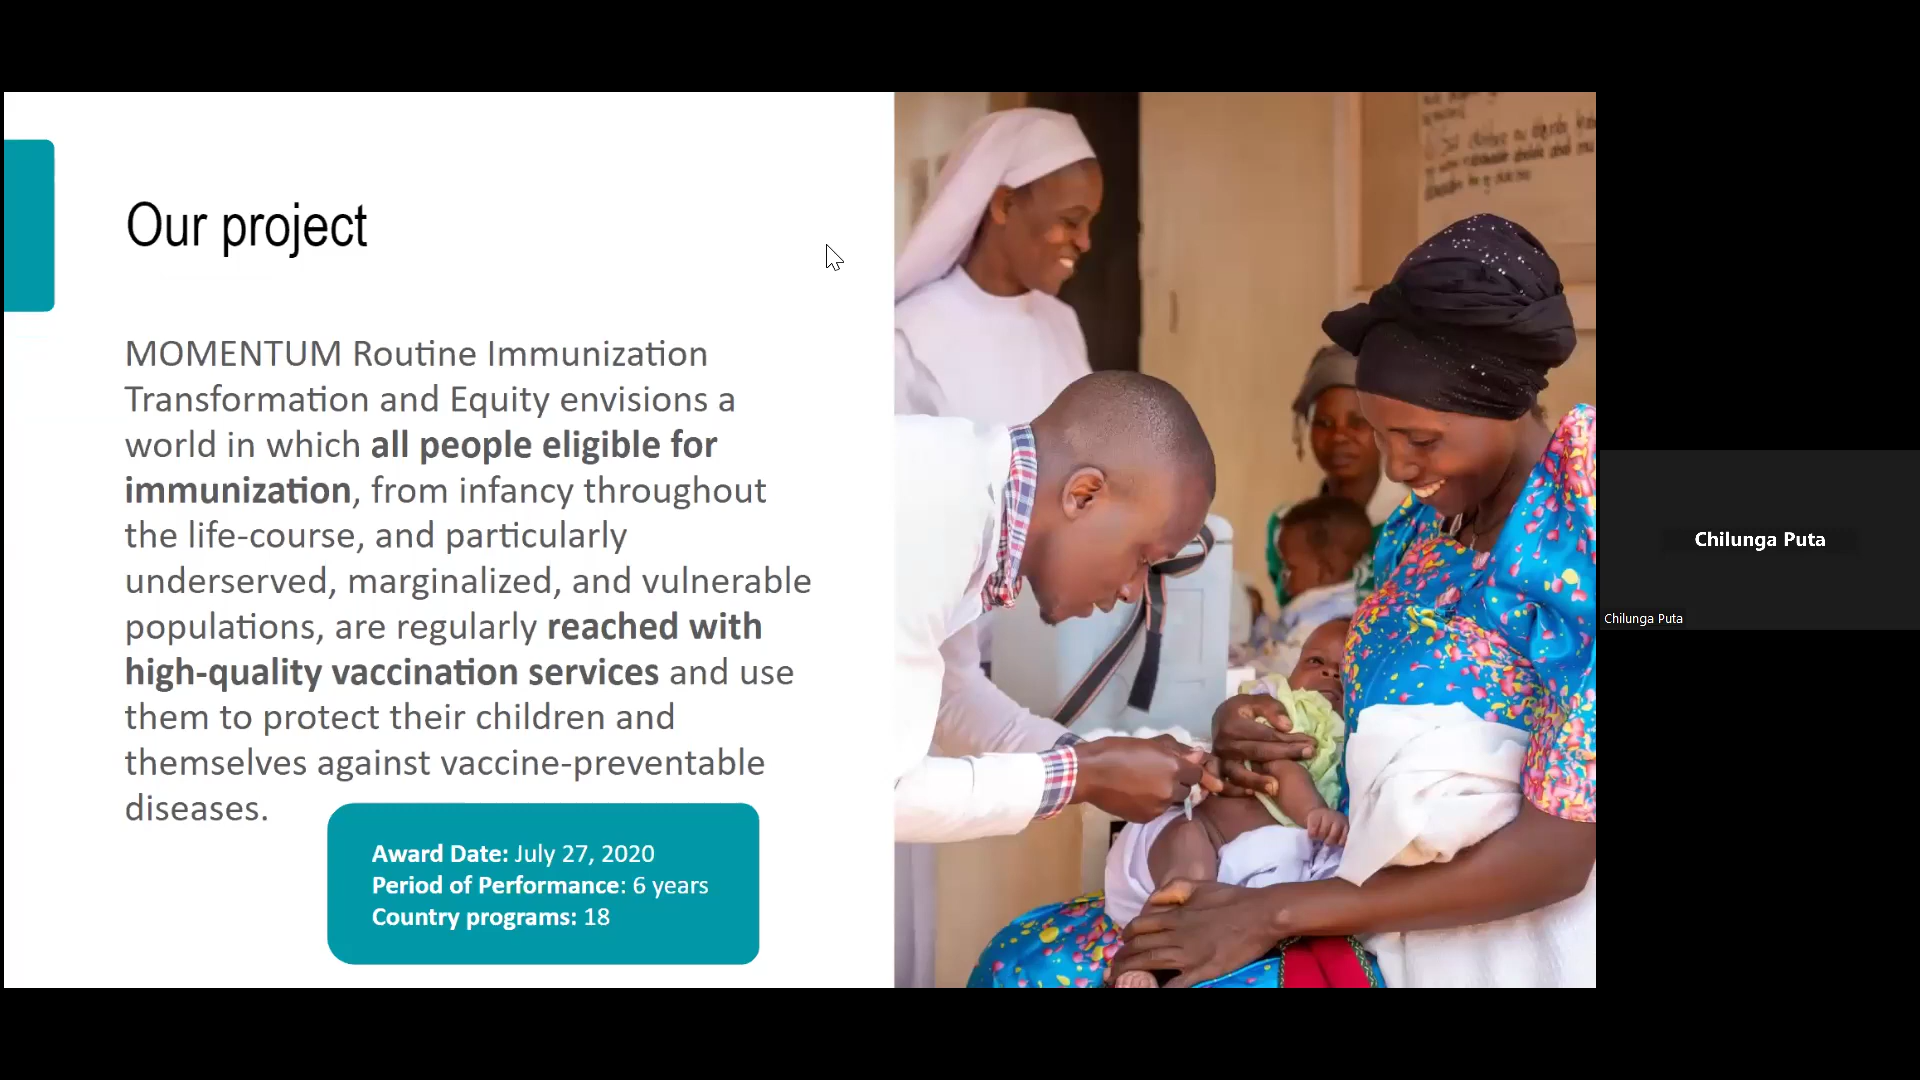 Our project
MOMENTUM Routine Immunization
Transformation and Equity envisions a
world in which all people eligible for
immunization, from infancy throughout
the life-course, and particularly
underserved, marginalized, and vulnerable
populations, are regularly reached with
high-quality vaccination services and use
them to protect their children and
themselves against vaccine-preventable
diseases.
Award Date: July 27, 2020
Period of Performance: 6 years
Country programs: 18
Chilunga Puta
Chilunga Puta